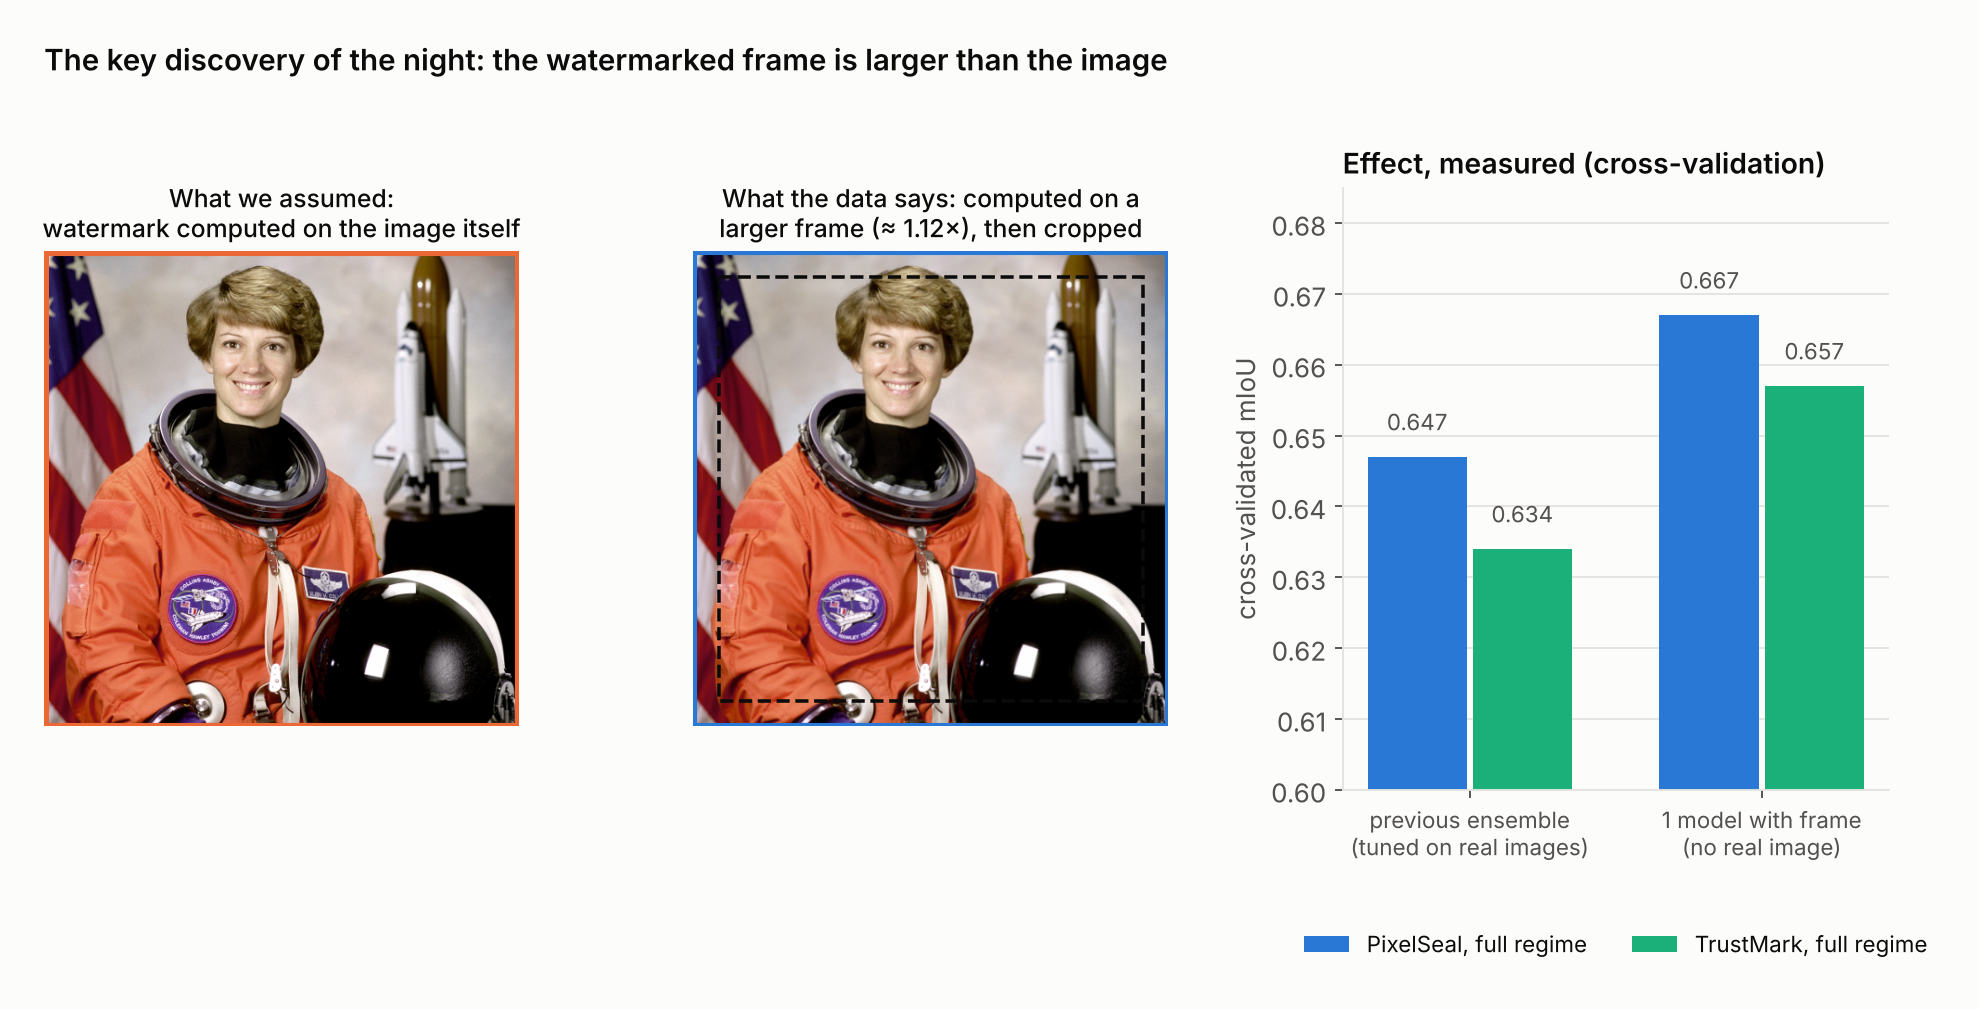 The key discovery of the night: the watermarked frame is larger than the image
What we assumed:
watermark computed on the image itself
What the data says: computed on a
larger frame (≈ 1.12×), then cropped
Effect, measured (cross-validation)
cross-validated mIoU
0.68
0.67
0.66
0.65
0.64
0.63
0.62
0.61
0.60
0.647
0.634
0.667
0.657
previous ensemble
(tuned on real images)
1 model with frame
(no real image)
PixelSeal, full regime
TrustMark, full regime